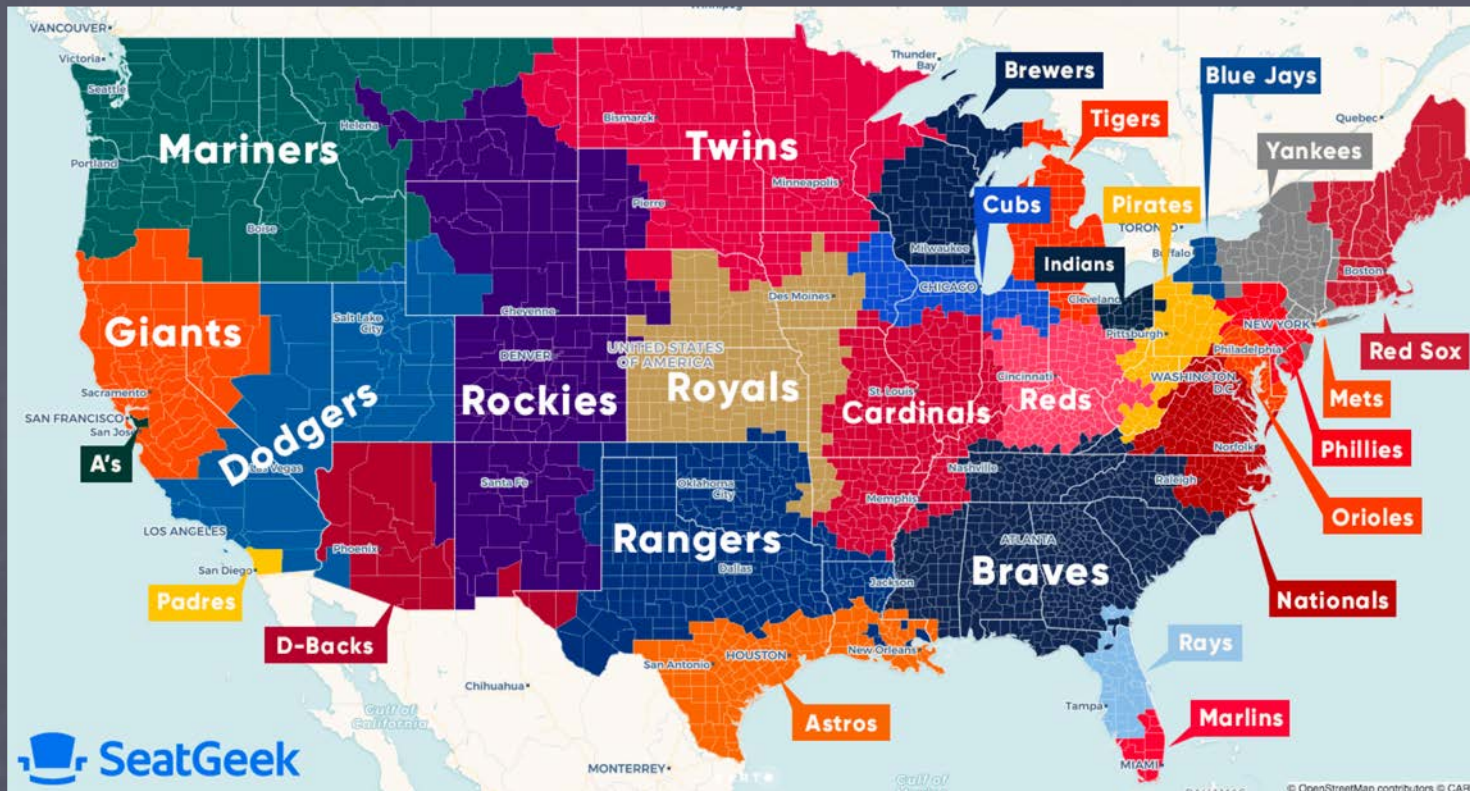 Winnipeg
VANCOUVER
Victoria
Seattle
Thunder
Bay
Brewers
Blue Jays
Tigers
Quebec
Yankees
Helena
Bismarck
Mariners
Twins
Portland
Minneapolis
Pierre
Boise
Cubs
Pirates
TORONTO
Milwaukee
Buffalo
Indians
Boston
CHICAGO
Cleveland
Des Moines
Giants
Salt Lake
City
Cheyenne
Pittsburgh
NEW YORK
Red Sox
UNITED STATES
OF AMERICA
DENVER
Philadelphia
Sacramento
Rockies
Royals
St. Louis
Cincinnati
WASHINGTON
D.C.
Cardinals
Reds
Mets
SAN FRANCISCO
San Jose
Dodgers
Norfolk
Phillies
A's
Las Vegas
Santa Fe
Oklahoma
City
Nashville
Raleigh
Memphis
Orioles
LOS ANGELES
Rangers
Phoenix
ATLANTA
Dallas
Braves
San Diego
Jackson
Padres
Nationals
D-Backs
San Antonio
HOUSTON
New Orleans
Rays
Chihuahua
Tampa
Gulf of
California
Astros
Marlins
SeatGeek
MONTERREY
MIAMI
Gulf of
© OpenStreetMap contributors © CAR